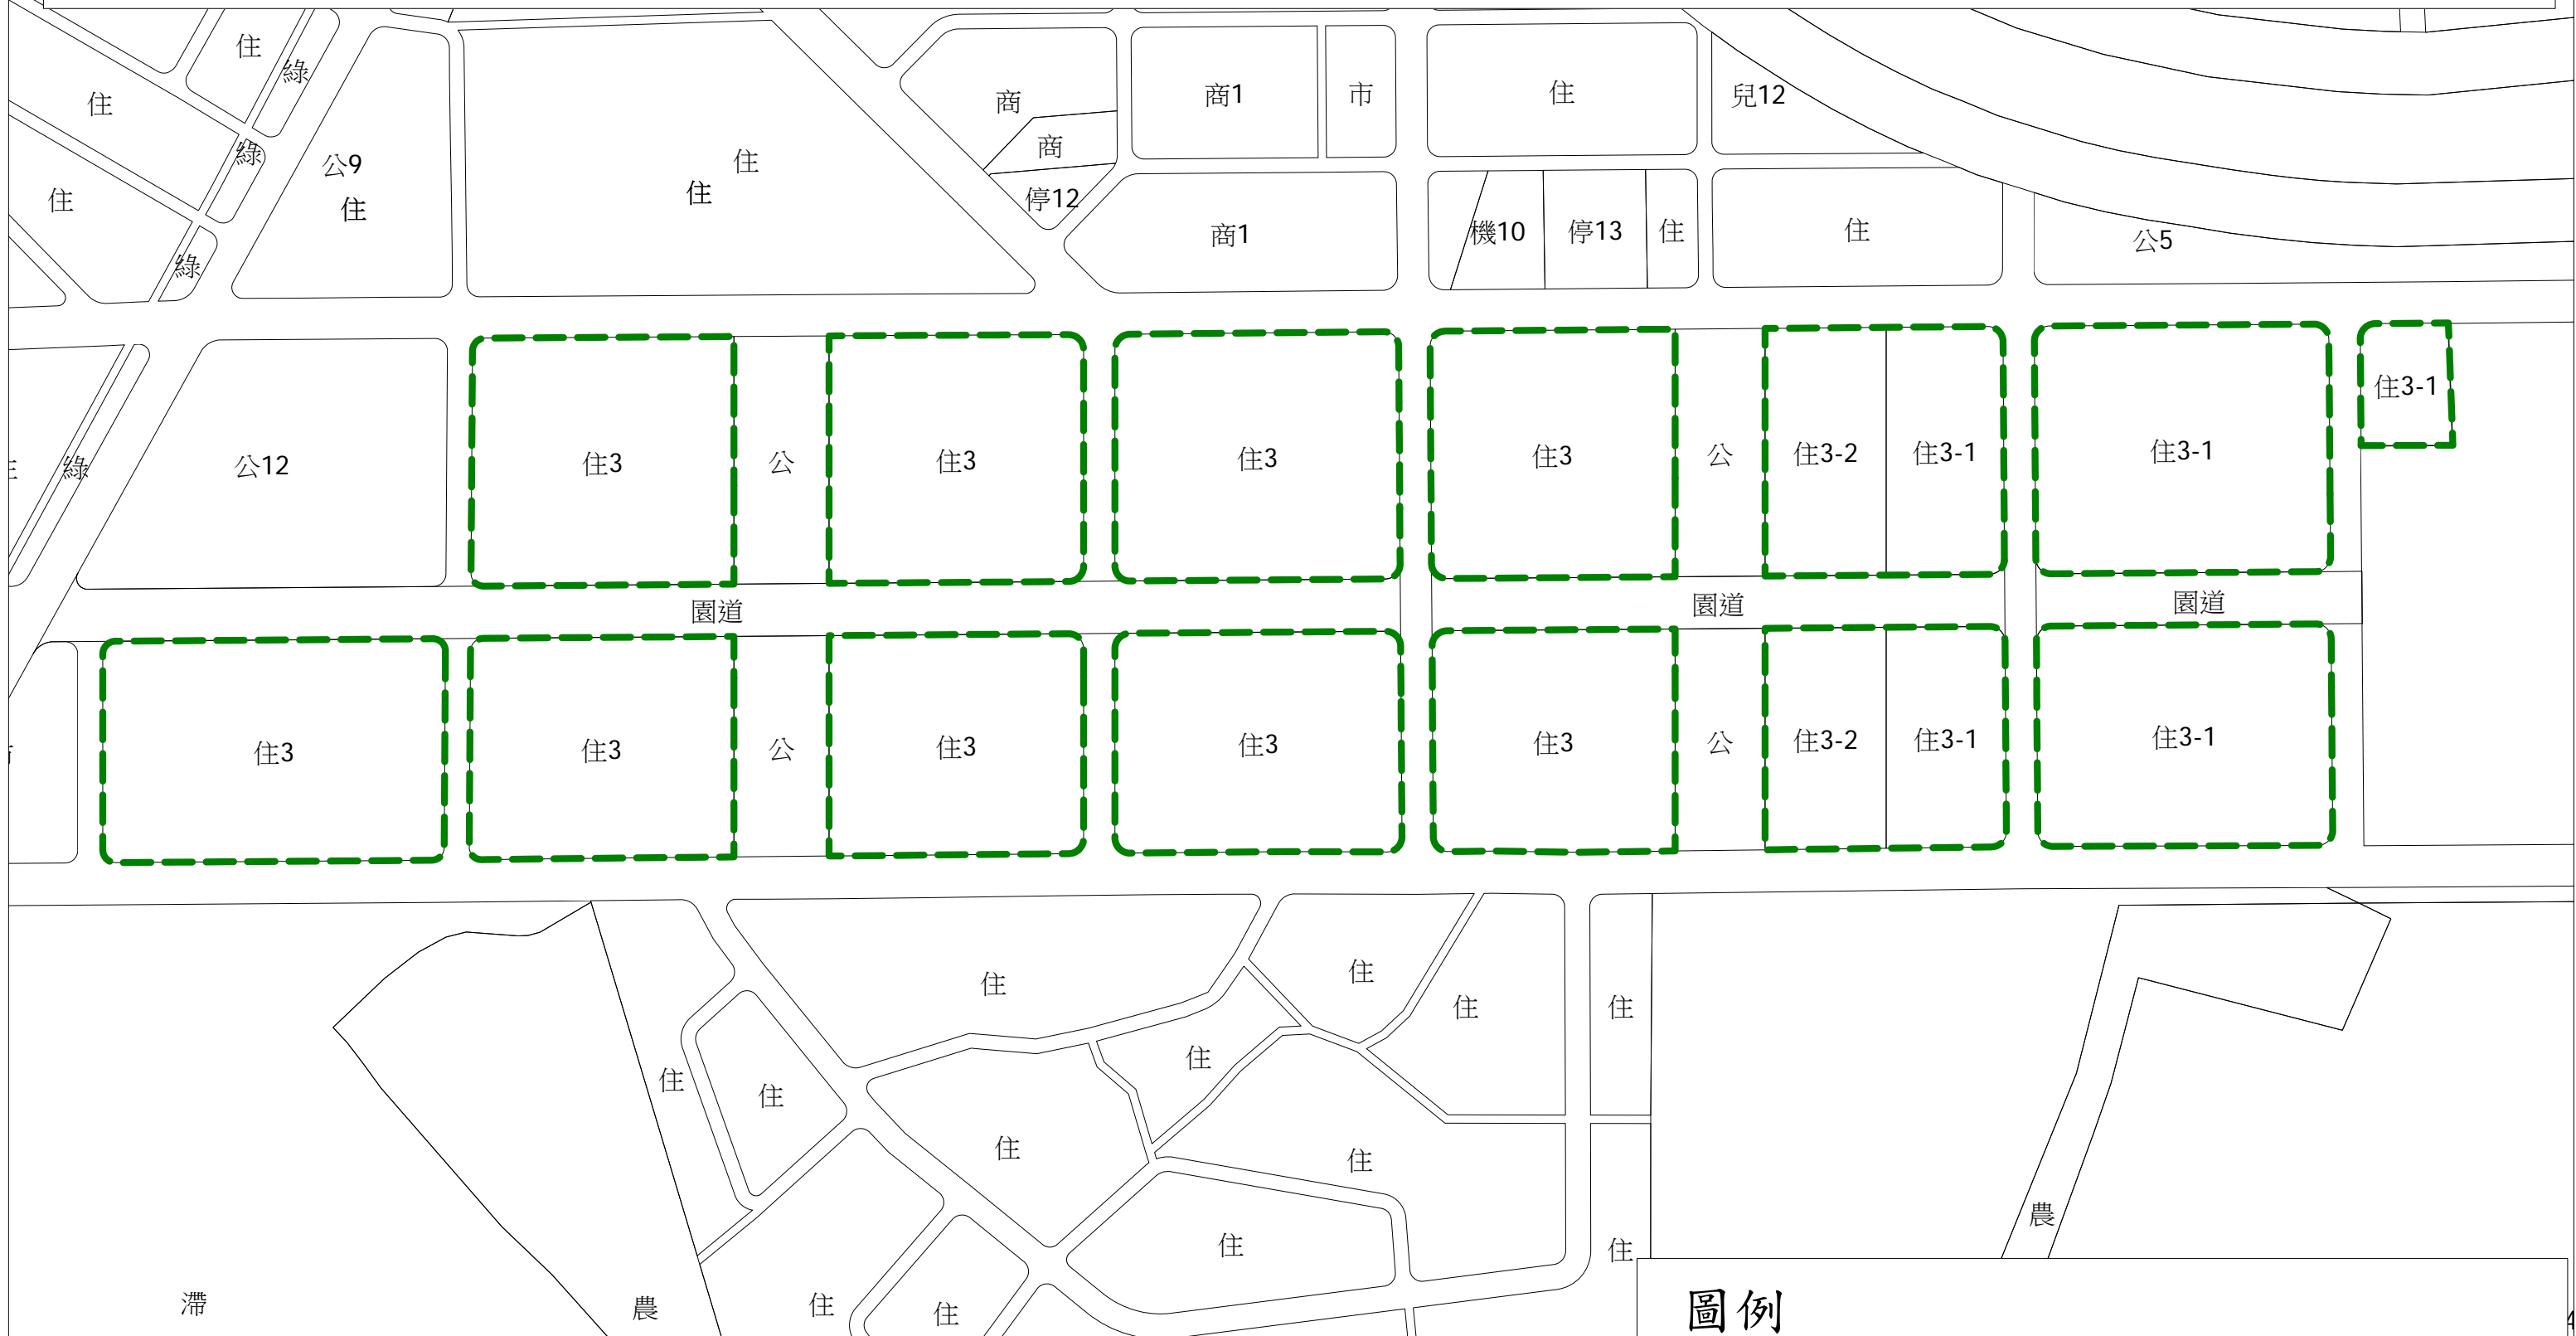 住
綠
住
商
商1
市
住
兒12
綠
公9
住
商
住
住
住
停12
商1
機10
停13
住
住
公5
綠
住3-1
綠
公12
住3
公
住3
住3
住3
公
住3-2
住3-1
住3-1
園道
園道
園道
住3
住3
公
住3
住3
住3
公
住3-2
住3-1
住3-1
住
住
住
住
住
住
住
住
住
農
住
住
滯
農
住
住
圖例